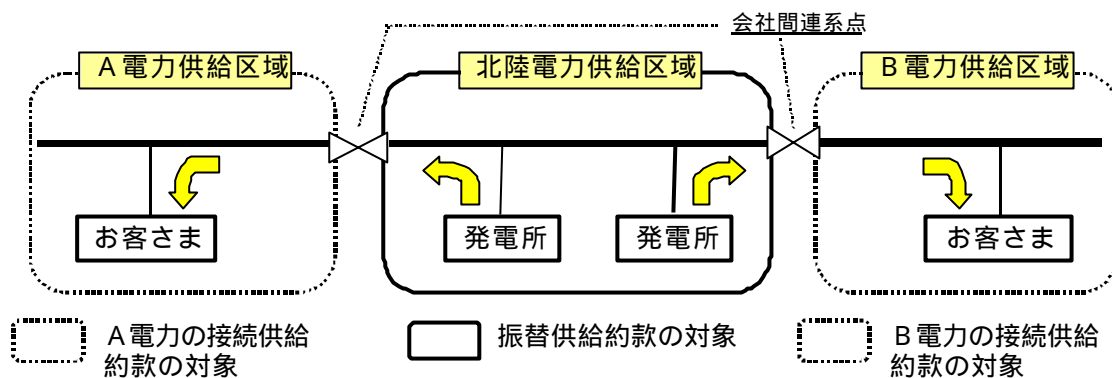 会社間連系点
Ａ電力供給区域
北陸電力供給区域
Ｂ電力供給区域
お客さま
発電所
発電所
お客さま
Ａ電力の接続供給
約款の対象
振替供給約款の対象
Ｂ電力の接続供給
約款の対象